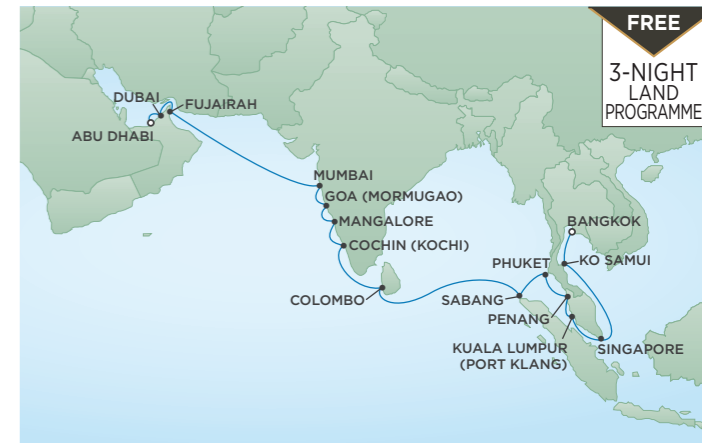 FREE
3-NIGHT
LAND
PROGRAMME
DUBAI
FUJAIRAH
ABU DHABI
MUMBAI
GOA (MORMUGAO)
MANGALORE
COCHIN (KOCHI)
COLOMBO
BANGKOK
KO SAMUI
PHUKET
SABANG
PENANG
KUALA LUMPUR
(PORT KLANG)
SINGAPORE